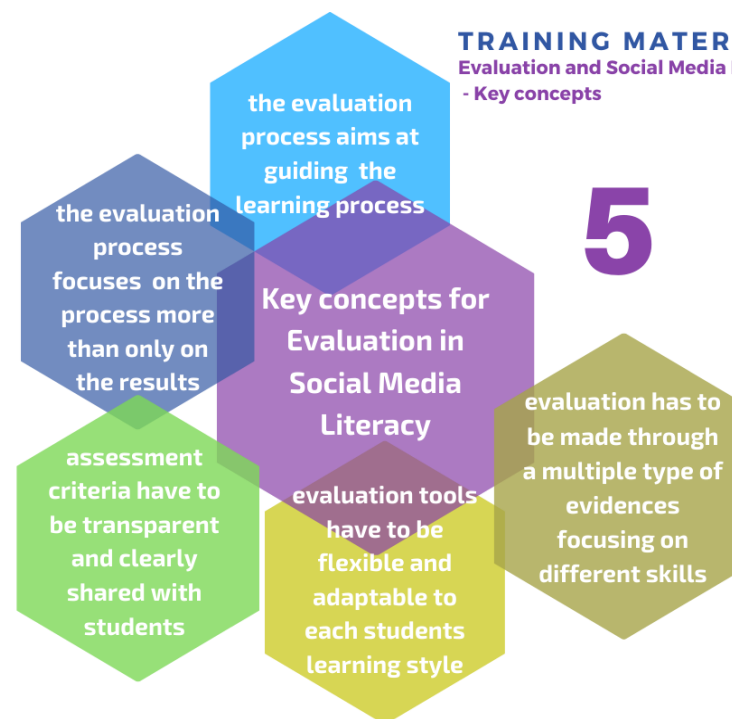 TRAINING MATER
Evaluation and Social Media
- Key concepts
5
the evaluation
process aims at
guiding the
learning process
the evaluation
process
focuses on the
process more
than only on
the results
Key concepts for
Evaluation in
Social Media
Literacy
assessment
criteria have to
be transparent
and clearly
shared with
students
evaluation tools
have to be
flexible and
adaptable to
each students
learning style
evaluation has to
be made through
a multiple type of
evidences
focusing on
different skills